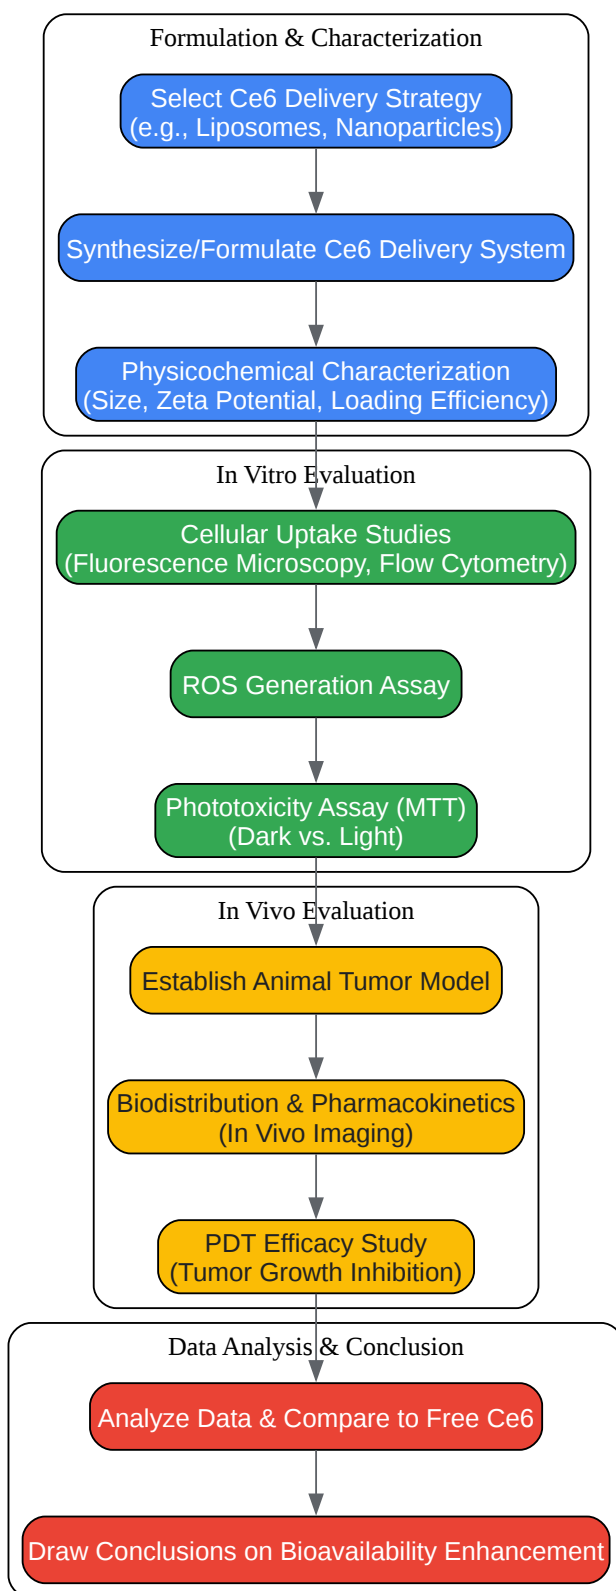 Formulation & Characterization
Select Ce6 Delivery Strategy
(e.g., Liposomes, Nanoparticles)
Synthesize/Formulate Ce6 Delivery System
Physicochemical Characterization
(Size, Zeta Potential, Loading Efficiency)
In Vitro Evaluation
Cellular Uptake Studies
(Fluorescence Microscopy, Flow Cytometry)
ROS Generation Assay
Phototoxicity Assay (MTT)
(Dark vs. Light)
In Vivo Evaluation
Establish Animal Tumor Model
Biodistribution & Pharmacokinetics
(In Vivo Imaging)
PDT Efficacy Study
(Tumor Growth Inhibition)
Data Analysis & Conclusion
Analyze Data & Compare to Free Ce6
Draw Conclusions on Bioavailability Enhancement